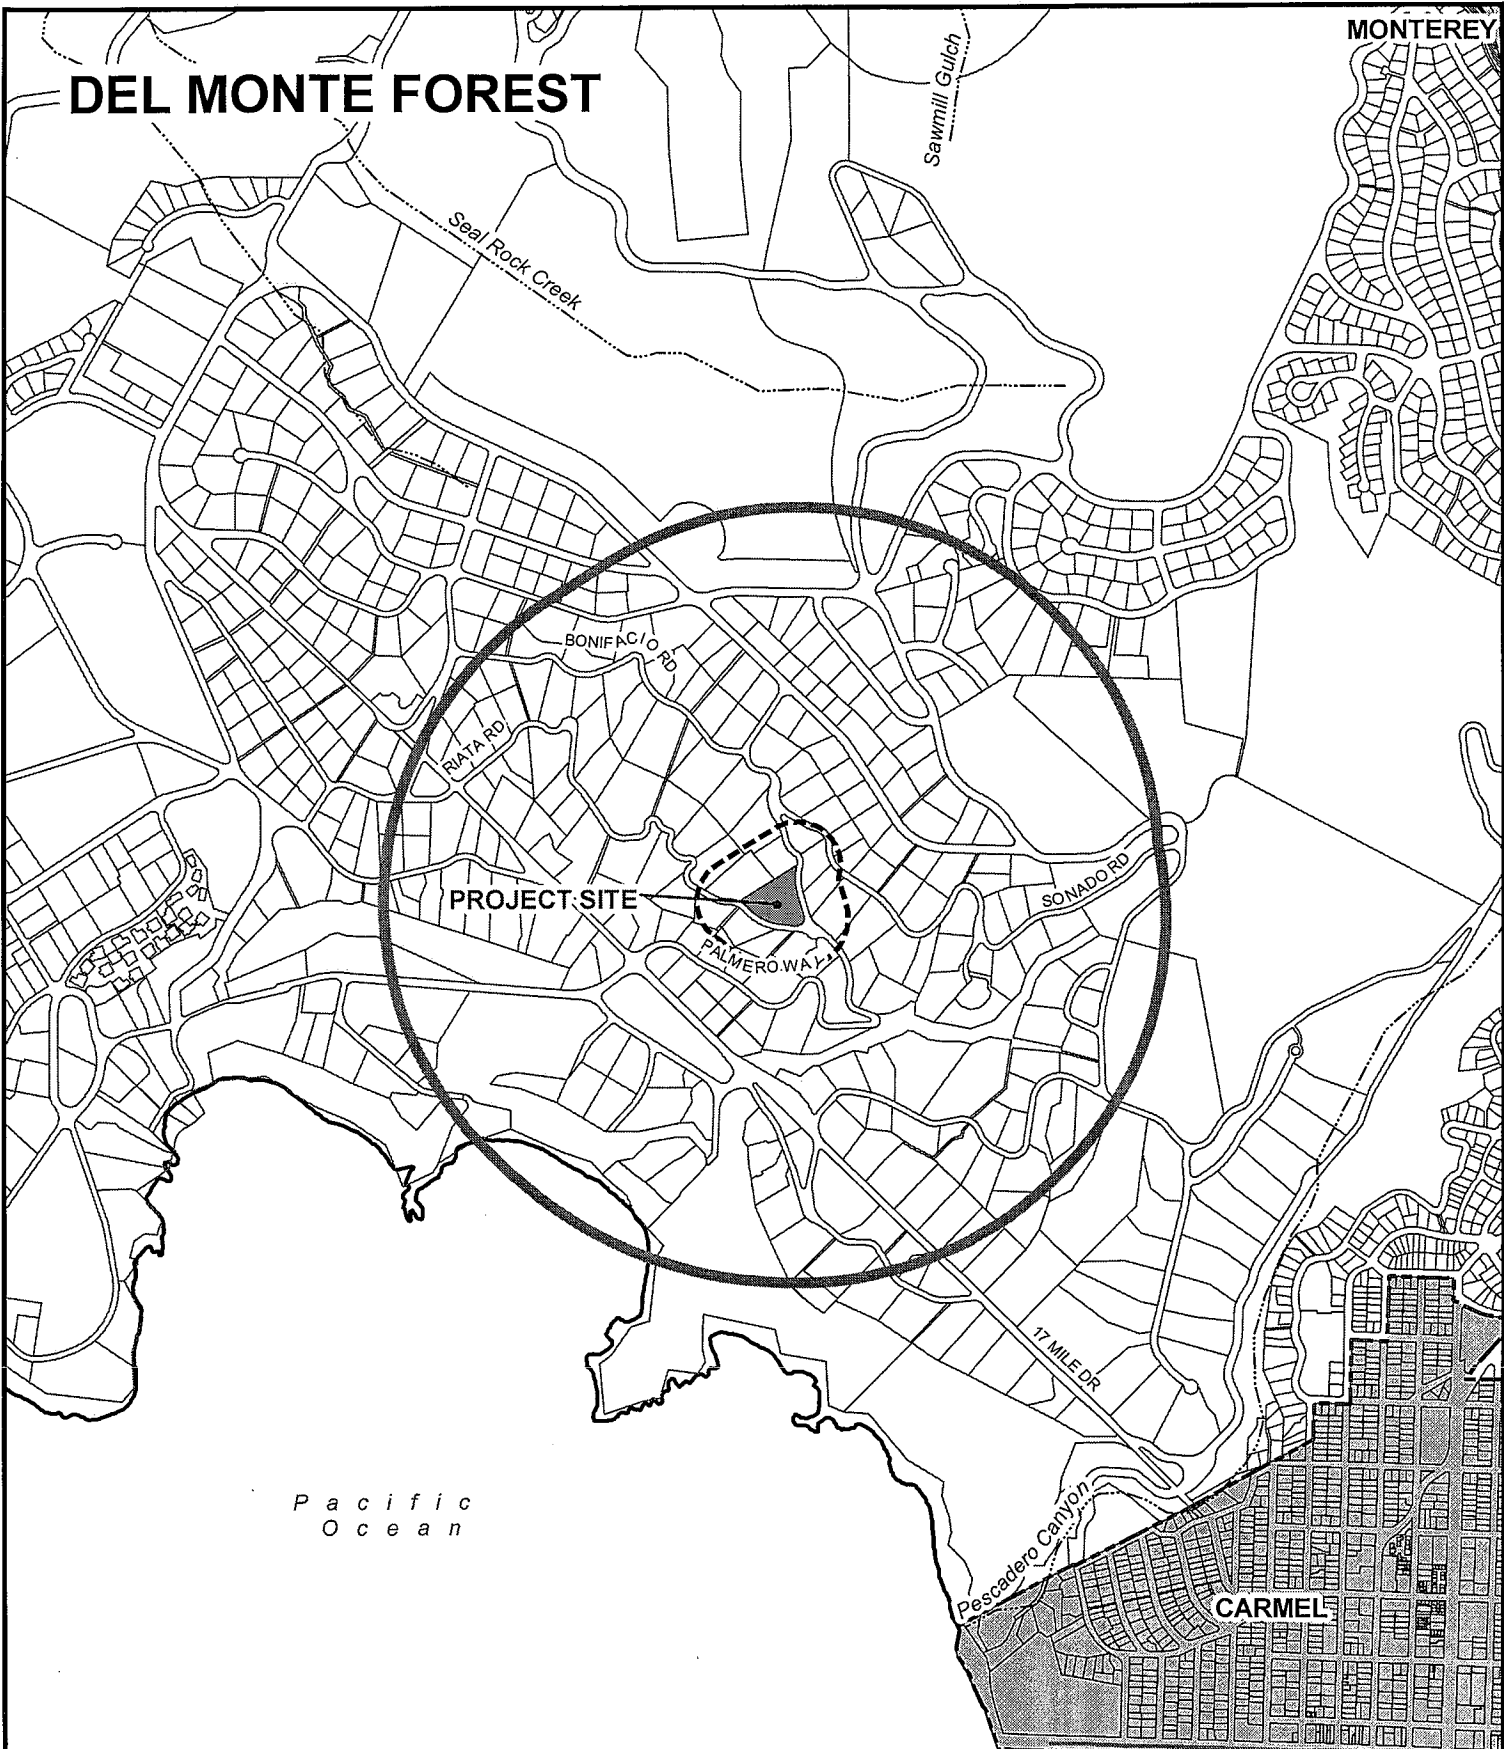 MONTEREY
DEL MONTE FOREST
Sawmill Gulch
Seal Rock Creek
BONIFACIO RD
RIATA RD
SONADO RD
PROJECT SITE
PALMERO WAY
17 MILE DR
Pacific
Ocean
Pescadero Canyon
CARMEL